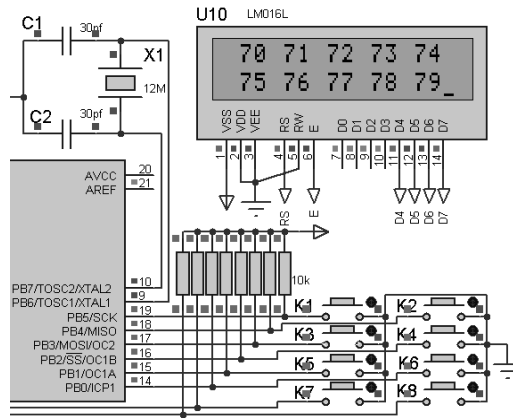 C1
30pf
X1
12M
C2
30pf
U10 LM016L
70 71 72 73 74
75 76 77 78 79_
VSS
VDD
VEE
RS
RW
E
D0
D1
D2
D3
D4
D5
D6
D7
1
2
3
4
5
6
7
8
9
10
11
12
13
14
RS
E
D4
D5
D6
D7
AVCC 20
AREF 21
PB7/TOSC2/XTAL2 10
PB6/TOSC1/XTAL1 9
PB5/SCK 19
PB4/MISO 18
PB3/MOSI/OC2 17
PB2/SS/OC1B 16
PB1/OC1A 15
PB0/ICP1 14
10k
K1 K2
K3 K4
K5 K6
K7 K8